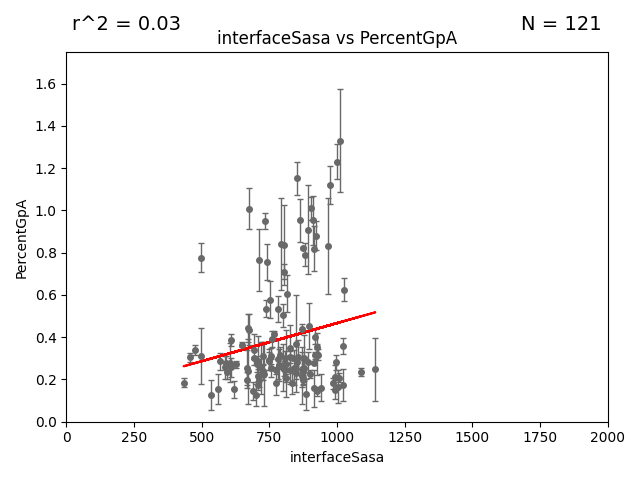 r^2 = 0.03
N = 121
interfaceSasa vs PercentGpA
PercentGpA
1.6
1.4
1.2
1.0
0.8
0.6
0.4
0.2
0.0
0 250 500 750 1000 1250 1500 1750 2000
interfaceSasa